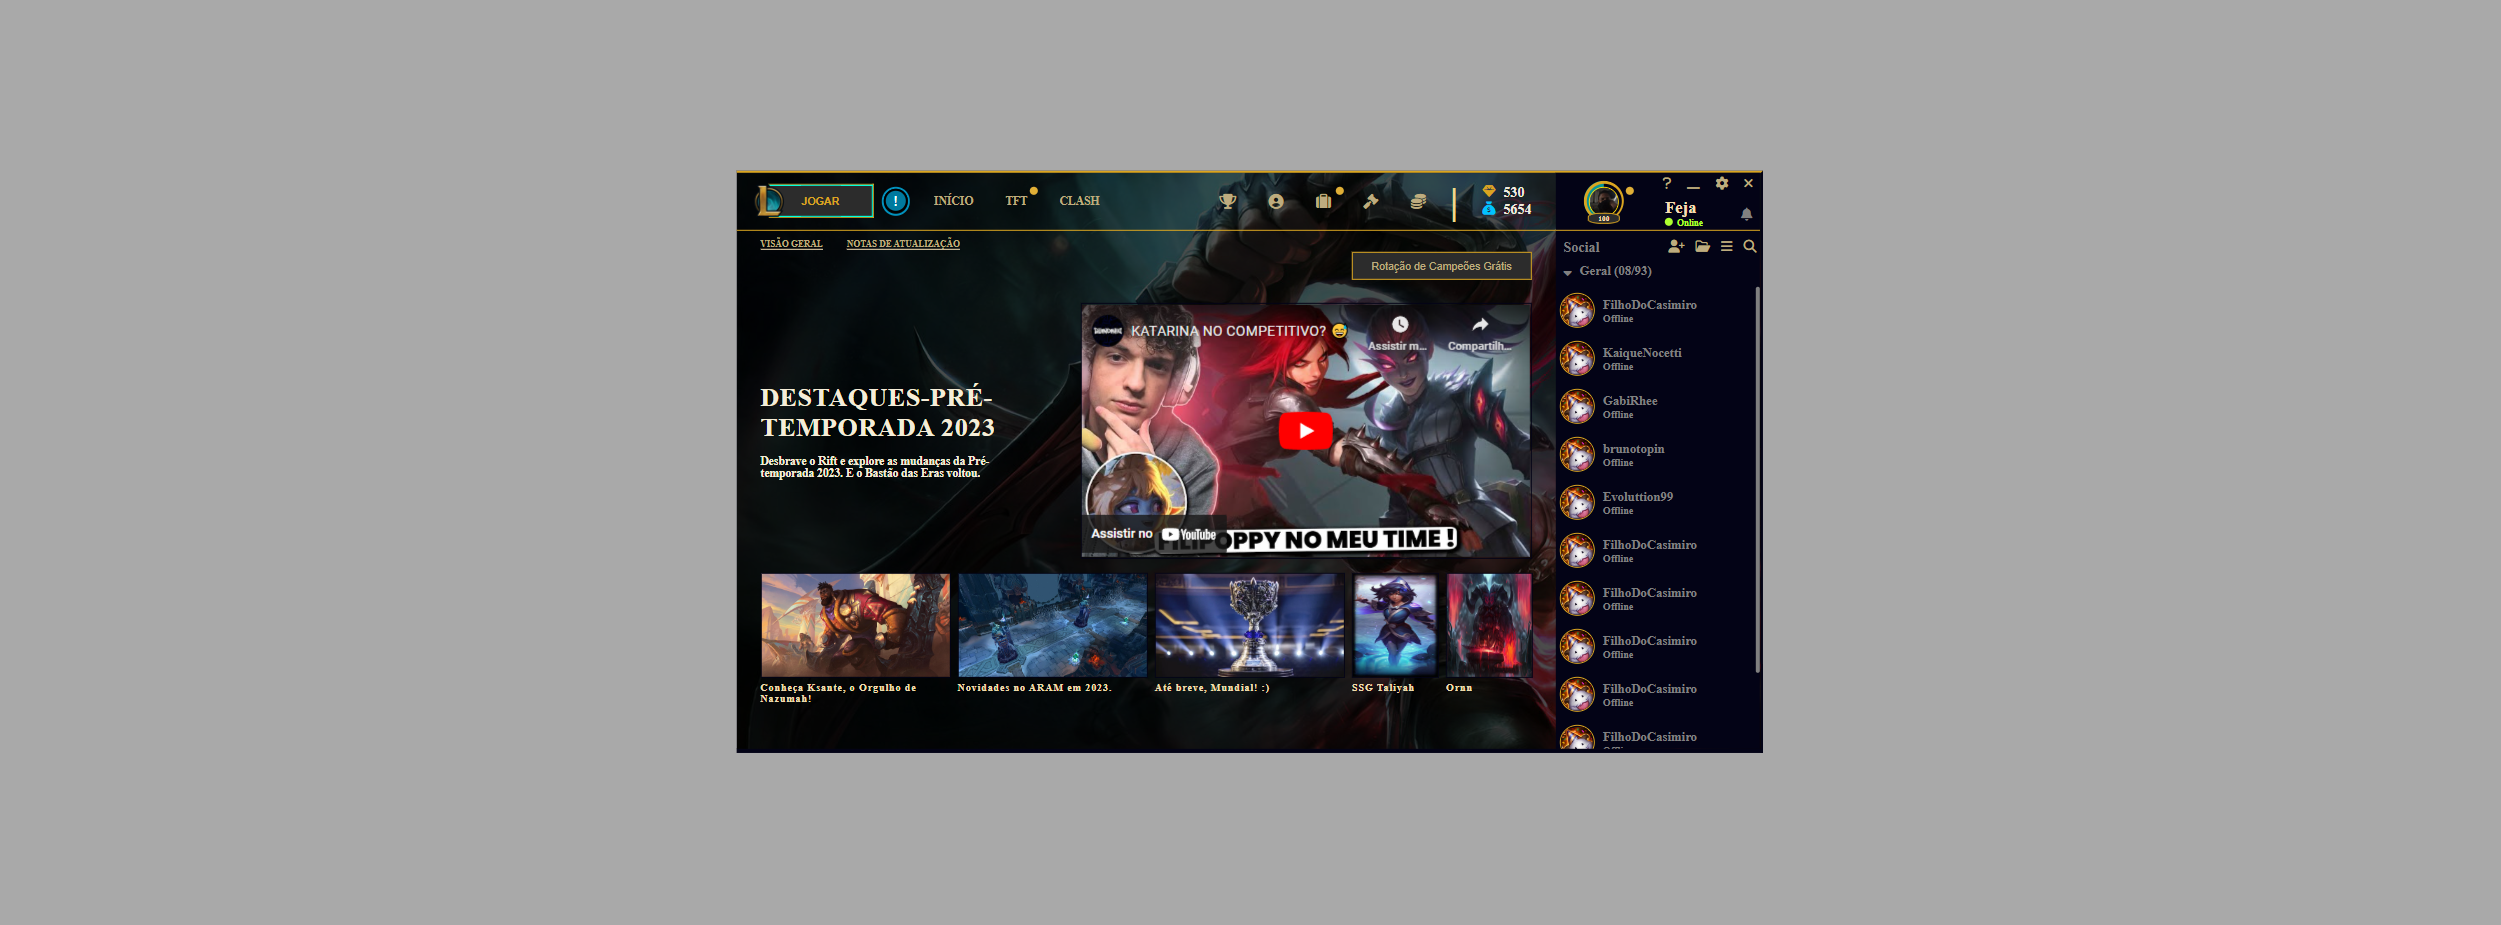 JOGAR
!
INÍCIO
TFT
CLASH
530
5654
100
?
Feja
Online
VISÃO GERAL
NOTAS DE ATUALIZAÇÃO
Rotação de Campeões Grátis
Social
Geral (08/93)
KATARINA NO COMPETITIVO? 😅
Assistir m...
Compartilh...
DESTAQUES-PRÉ-
TEMPORADA 2023
Desbrave o Rift e explore as mudanças da Pré-
temporada 2023. E o Bastão das Eras voltou.
Assistir no YouTube
OPPY NO MEU TIME !
Conheça Ksante, o Orgulho de
Nazumah!
Novidades no ARAM em 2023.
Até breve, Mundial! :)
SSG Taliyah
Ornn
FilhoDoCasimiro
Offline
KaiqueNocetti
Offline
GabiRhee
Offline
brunotopin
Offline
Evoluttion99
Offline
FilhoDoCasimiro
Offline
FilhoDoCasimiro
Offline
FilhoDoCasimiro
Offline
FilhoDoCasimiro
Offline
FilhoDoCasimiro